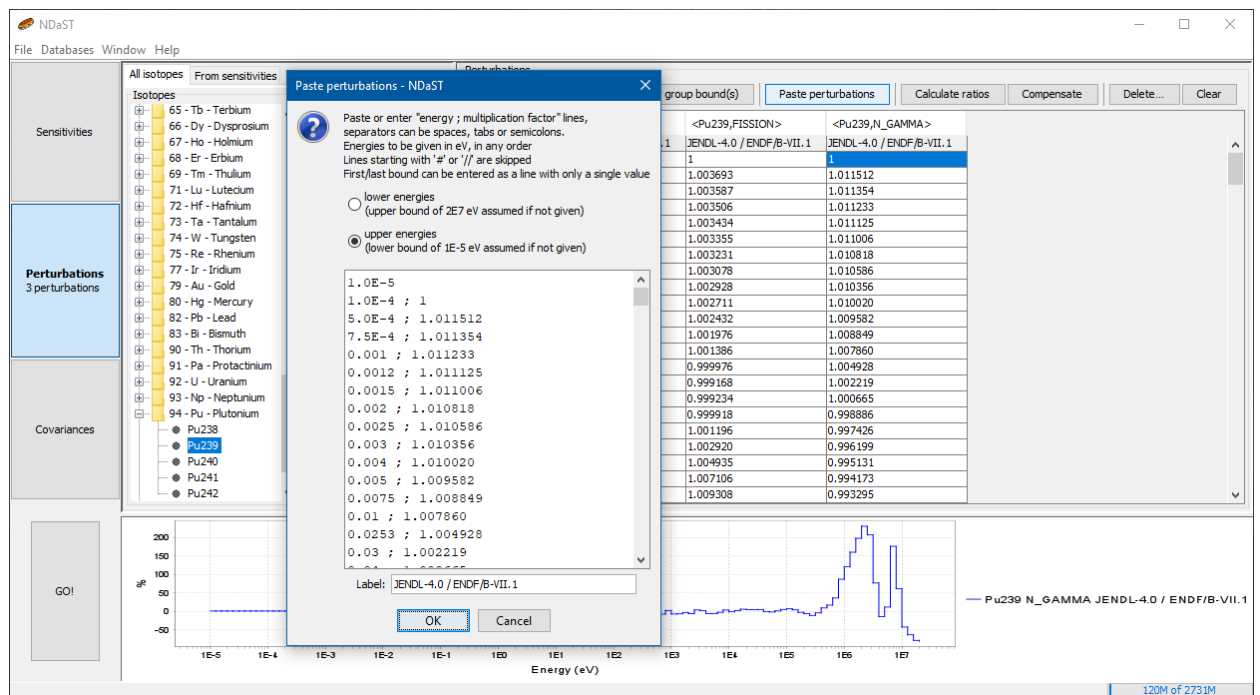 NDaST
File Databases Window Help
Sensitivities
Perturbations
3 perturbations
Covariances
GO!
All isotopes From sensitivities
Isotopes
65 - Tb - Terbium
66 - Dy - Dysprosium
67 - Ho - Holmium
68 - Er - Erbium
69 - Tm - Thulium
71 - Lu - Lutecium
72 - Hf - Hafnium
73 - Ta - Tantalum
74 - W - Tungsten
75 - Re - Rhenium
77 - Ir - Iridium
79 - Au - Gold
80 - Hg - Mercury
82 - Pb - Lead
83 - Bi - Bismuth
90 - Th - Thorium
91 - Pa - Protactinium
92 - U - Uranium
93 - Np - Neptunium
94 - Pu - Plutonium
Pu238
Pu239
Pu240
Pu241
Pu242
Paste perturbations - NDaST
Paste or enter "energy ; multiplication factor" lines,
separators can be spaces, tabs or semicolons.
Energies to be given in eV, in any order
Lines starting with '#' or '//' are skipped
First/last bound can be entered as a line with only a single value
lower energies
(upper bound of 2E7 eV assumed if not given)
upper energies
(lower bound of 1E-5 eV assumed if not given)
1.0E-5
1.0E-4 ; 1
5.0E-4 ; 1.011512
7.5E-4 ; 1.011354
0.001 ; 1.011233
0.0012 ; 1.011125
0.0015 ; 1.011006
0.002 ; 1.010818
0.0025 ; 1.010586
0.003 ; 1.010356
0.004 ; 1.010020
0.005 ; 1.009582
0.0075 ; 1.008849
0.01 ; 1.007860
0.0253 ; 1.004928
0.03 ; 1.002219
Label: JENDL-4.0 / ENDF/B-VII.1
OK Cancel
Perturbations
group bound(s) Paste perturbations Calculate ratios Compensate Delete... Clear
<Pu239,FISSION> <Pu239,N_GAMMA>
.1 JENDL-4.0 / ENDF/B-VII.1 JENDL-4.0 / ENDF/B-VII.1
1 1
1.003693 1.011512
1.003587 1.011354
1.003506 1.011233
1.003434 1.011125
1.003355 1.011006
1.003231 1.010818
1.003078 1.010586
1.002928 1.010356
1.002711 1.010020
1.002432 1.009582
1.001976 1.008849
1.001386 1.007860
0.999976 1.004928
0.999168 1.002219
0.999234 1.000665
0.999918 0.998886
1.001196 0.997426
1.002920 0.996199
1.004935 0.995131
1.007106 0.994173
1.009308 0.993295
200
150
100
50
0
-50
%
1E-5 1E-4 1E-3 1E-2 1E-1 1E0 1E1 1E2 1E3 1E4 1E5 1E6 1E7
Energy (eV)
Pu239 N_GAMMA JENDL-4.0 / ENDF/B-VII.1
120M of 2731M